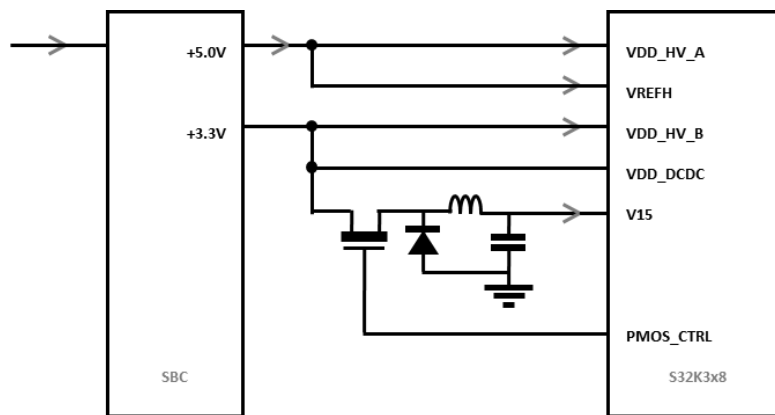 +5.0V
VDD_HV_A
VREFH
+3.3V
VDD_HV_B
VDD_DCDC
V15
PMOS_CTRL
SBC
S32K3x8